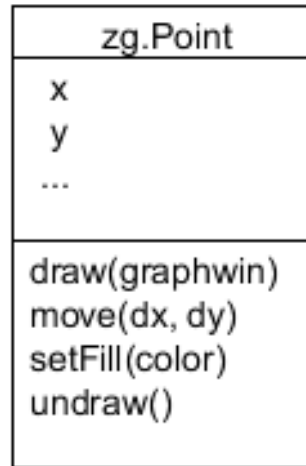 zg.Point
x
y
...
draw(graphwin)
move(dx, dy)
setFill(color)
undraw()